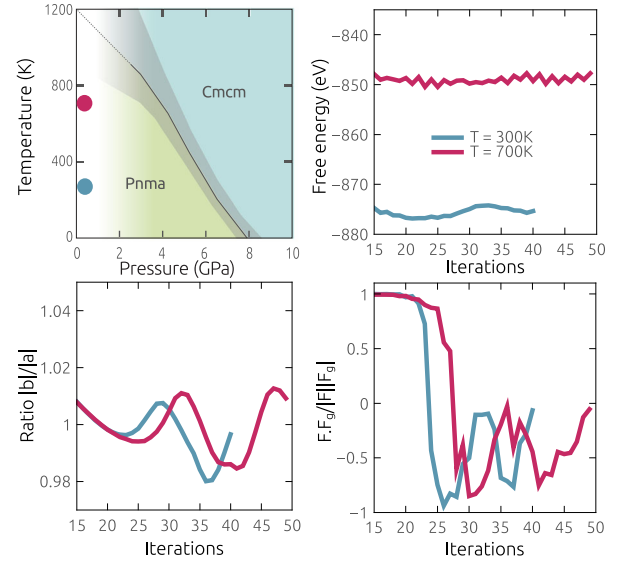 1200
800
400
0
Temperature (K)
Cmcm
Pnma
0 2 4 6 8 10
Pressure (GPa)
−835
−850
−860
−880
Free energy (eV)
T = 300K
T = 700K
15 20 25 30 35 40 45 50
Iterations
1.04
1.02
1
0.98
Ratio |b|/|a|
15 20 25 30 35 40 45 50
Iterations
1
0.5
0
−0.5
−1
F.Fg/|F||Fg|
15 20 25 30 35 40 45 50
Iterations